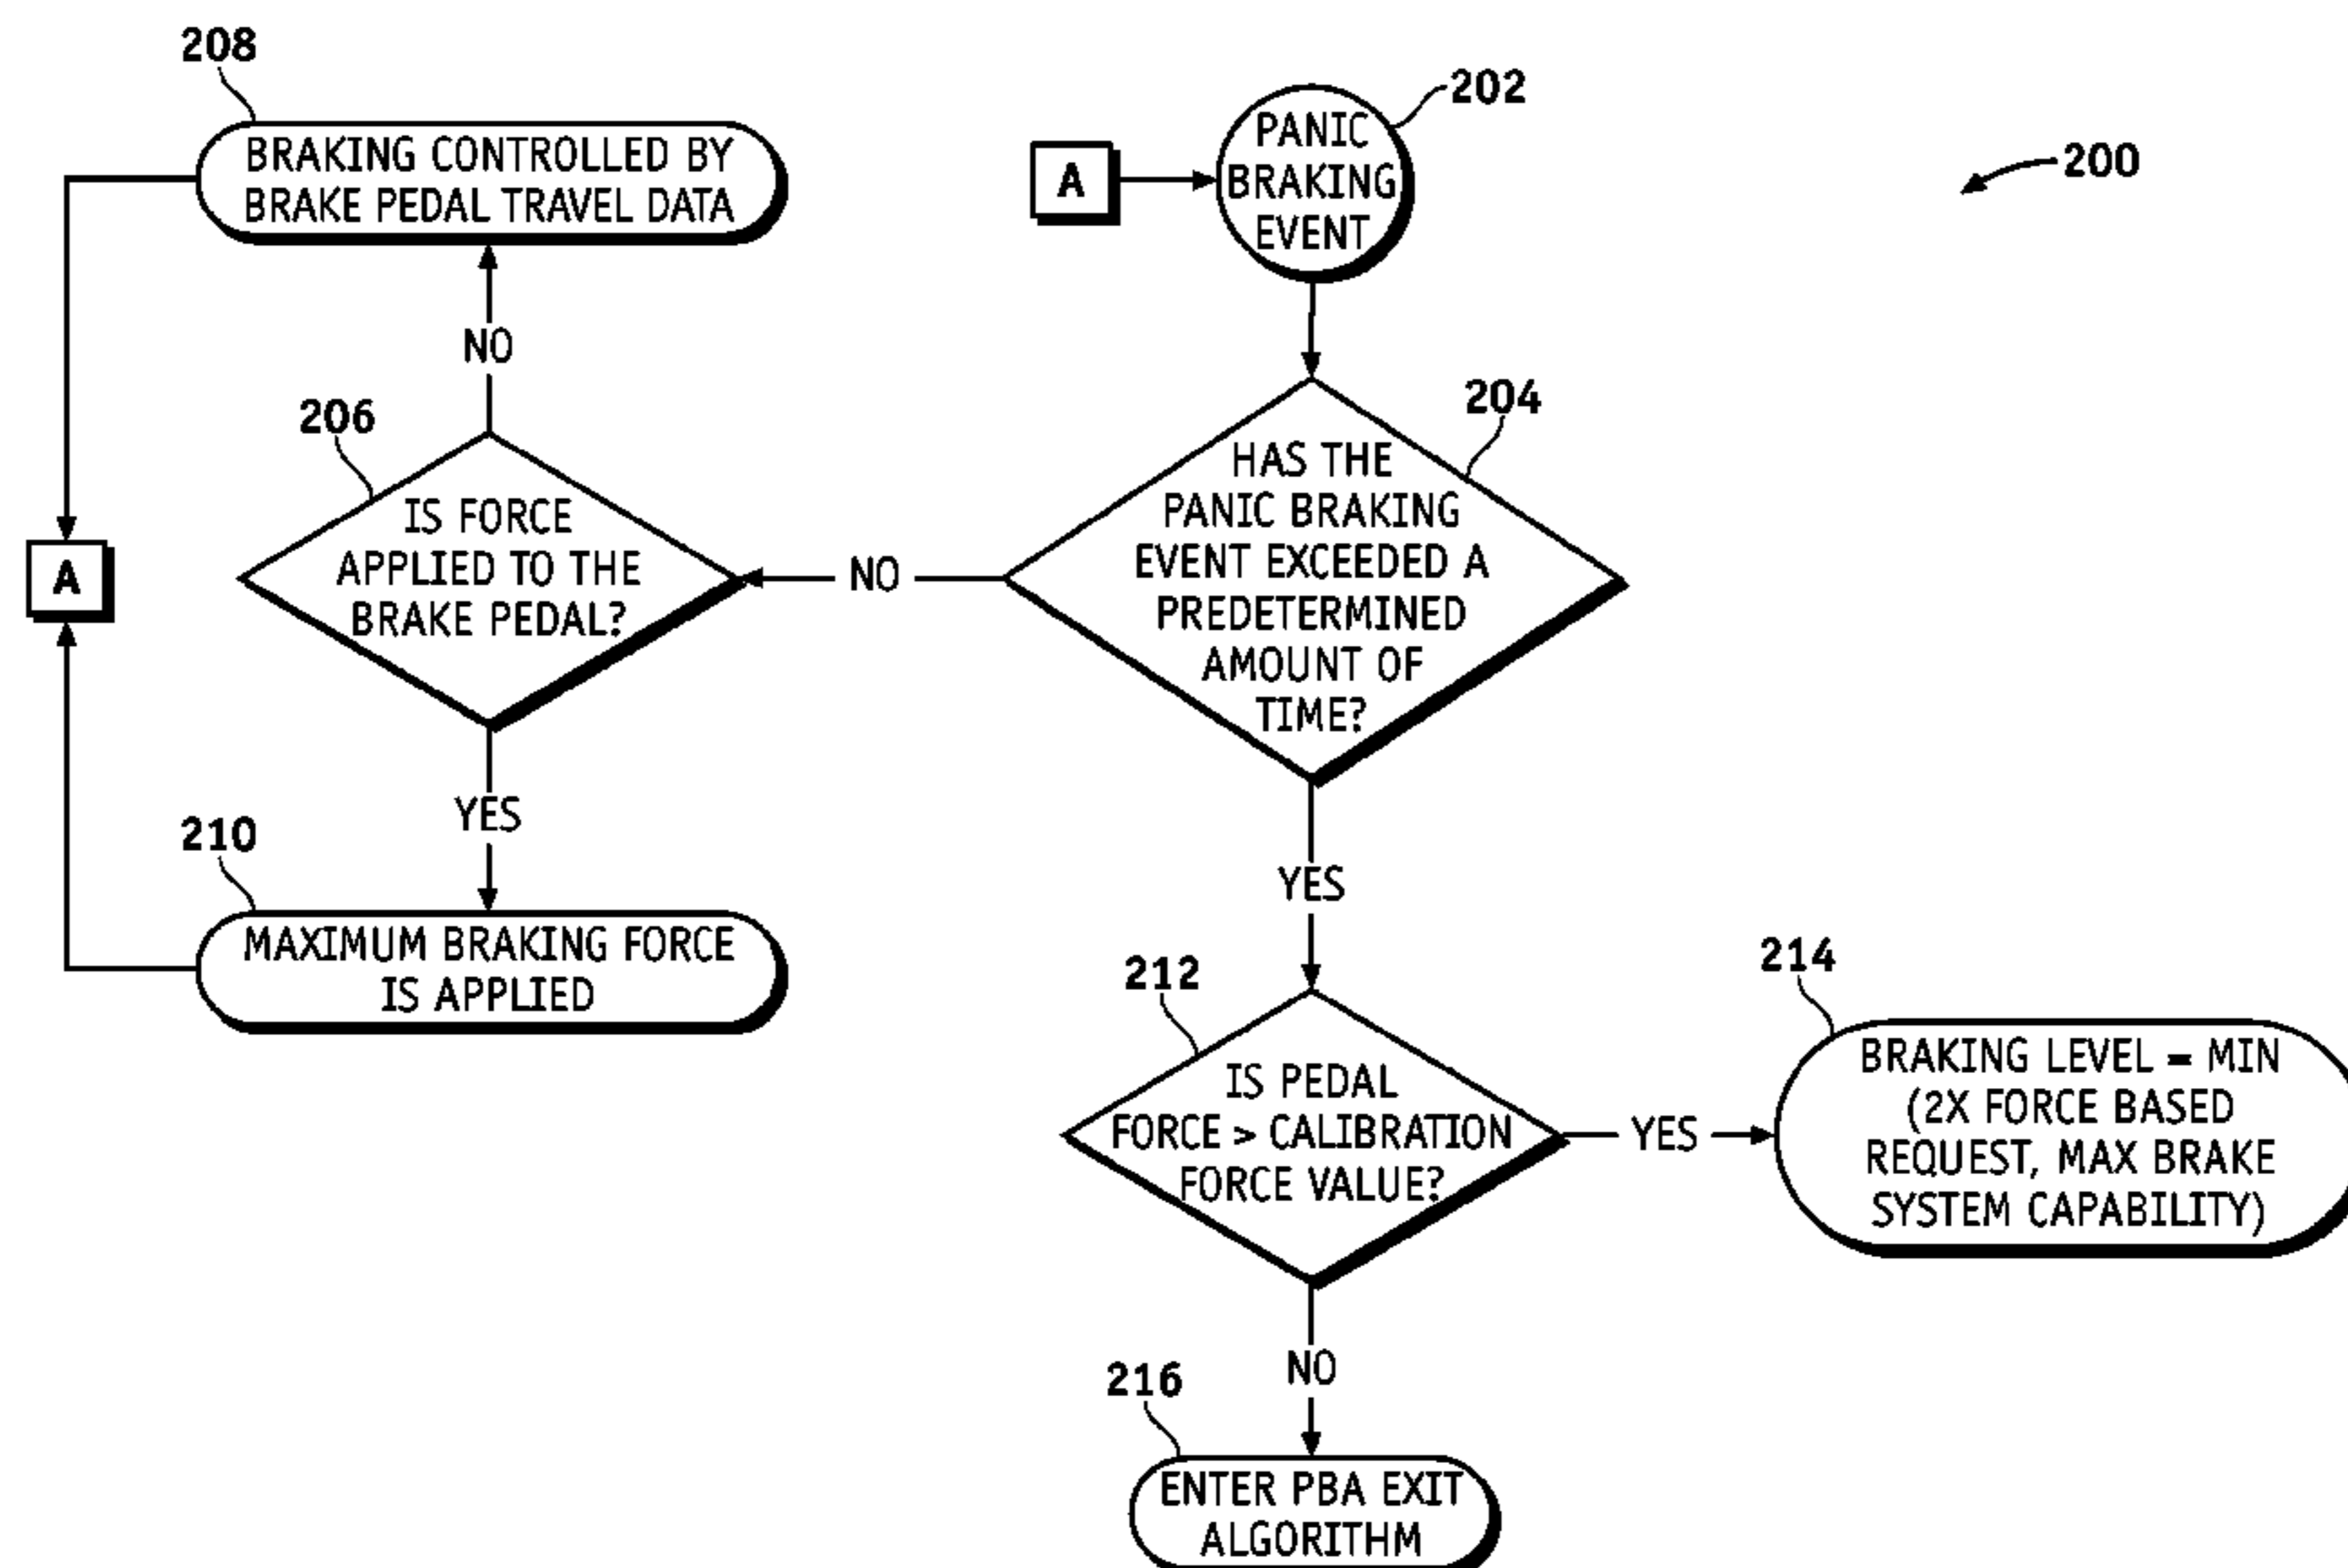 208
BRAKING CONTROLLED BY
BRAKE PEDAL TRAVEL DATA
A
202
PANIC
BRAKING
EVENT
200
NO
206
IS FORCE
APPLIED TO THE
BRAKE PEDAL?
A
NO
204
HAS THE
PANIC BRAKING
EVENT EXCEEDED A
PREDETERMINED
AMOUNT OF
TIME?
YES
210
MAXIMUM BRAKING FORCE
IS APPLIED
YES
212
IS PEDAL
FORCE > CALIBRATION
FORCE VALUE?
YES
214
BRAKING LEVEL = MIN
(2X FORCE BASED
REQUEST, MAX BRAKE
SYSTEM CAPABILITY)
NO
216
ENTER PBA EXIT
ALGORITHM